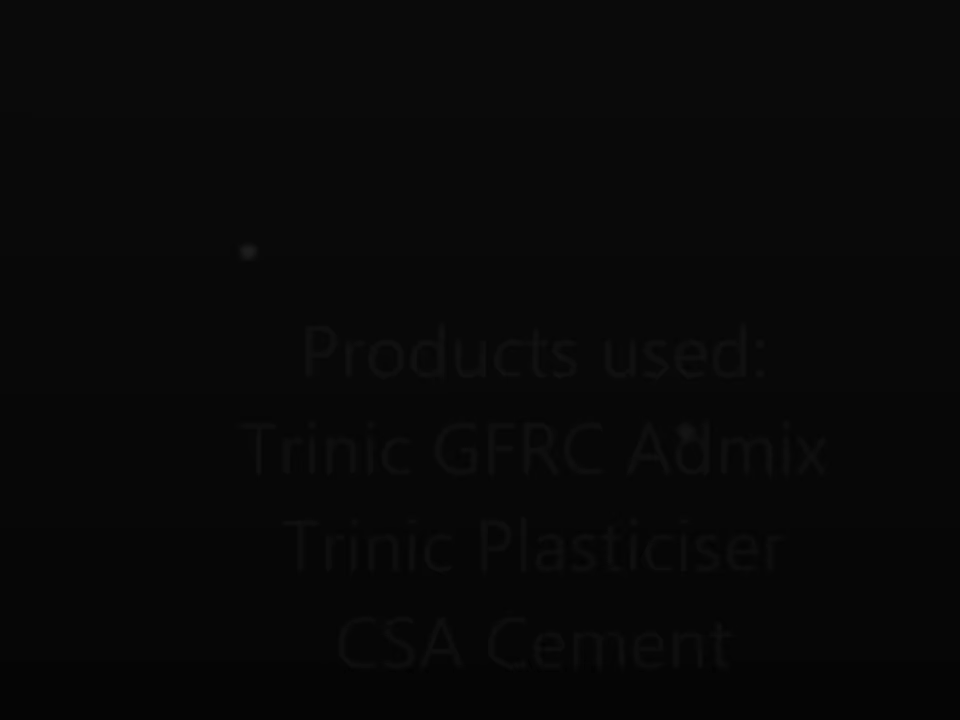 Products used:
Trinic GFRC Admix
Trinic Plasticiser
CSA Cement